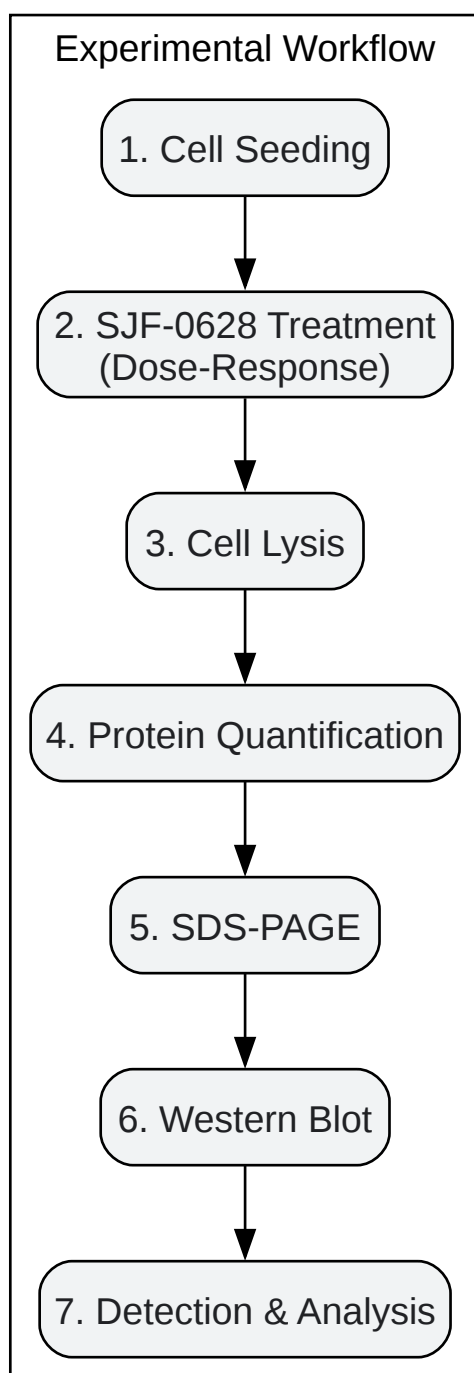 Experimental Workflow
1. Cell Seeding
2. SJF-0628 Treatment
(Dose-Response)
3. Cell Lysis
4. Protein Quantification
5. SDS-PAGE
6. Western Blot
7. Detection & Analysis